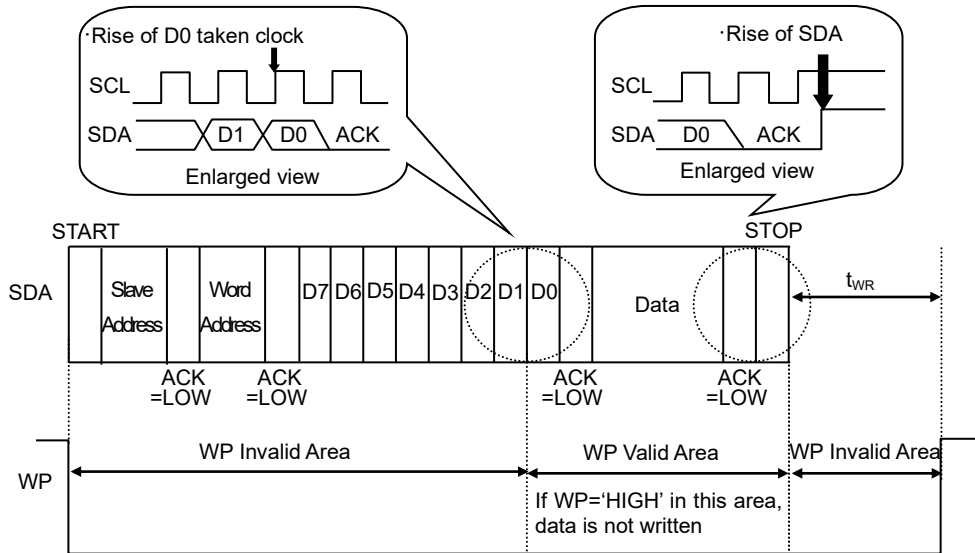 ·Rise of D0 taken clock
SCL
SDA
D1
D0
ACK
Enlarged view
·Rise of SDA
SCL
SDA
D0
ACK
Enlarged view
START
STOP
SDA
Slave
Address
Word
Address
D7
D6
D5
D4
D3
D2
D1
D0
Data
tWR
ACK
=LOW
ACK
=LOW
ACK
=LOW
ACK
=LOW
WP
WP Invalid Area
WP Valid Area
WP Invalid Area
If WP=‘HIGH’ in this area,
data is not written